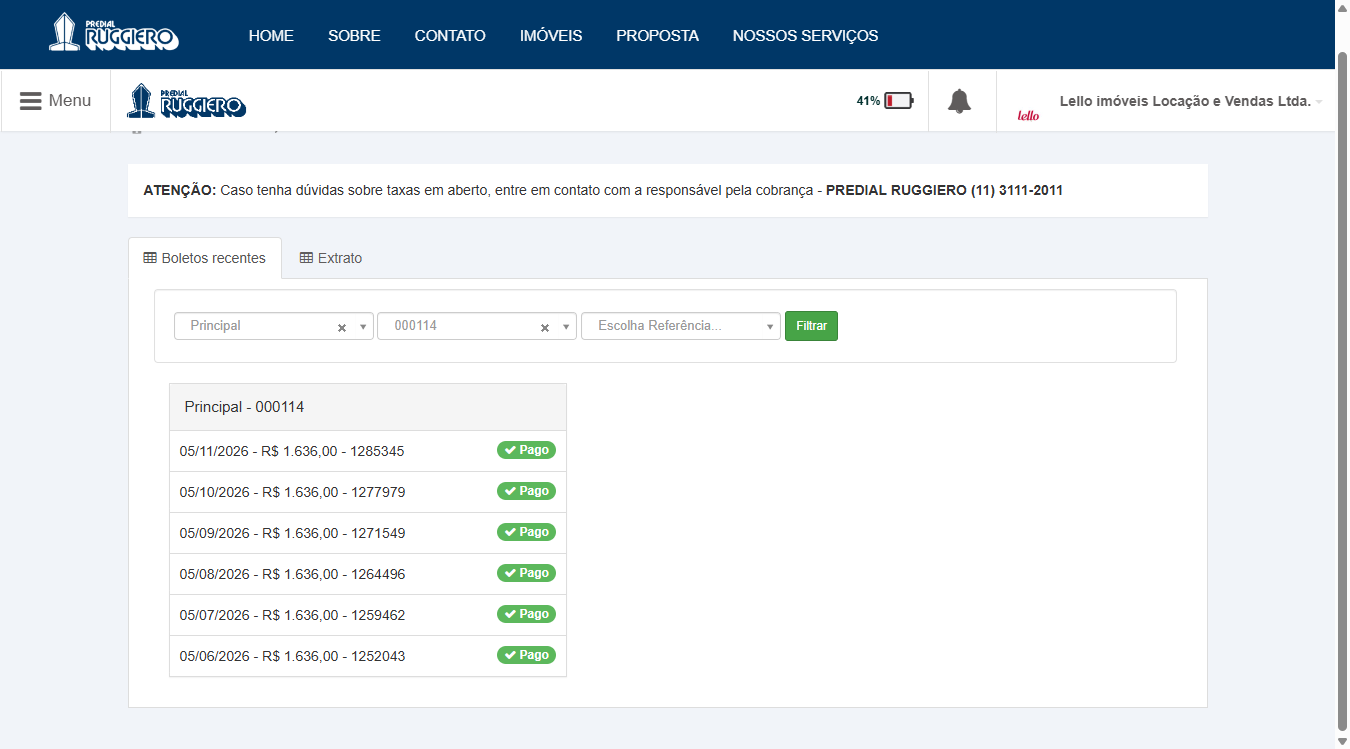 PREDIAL
RUGGIERO
HOME SOBRE CONTATO IMÓVEIS PROPOSTA NOSSOS SERVIÇOS
Menu
PREDIAL
RUGGIERO
41%
lello
Lello imóveis Locação e Vendas Ltda.
ATENÇÃO: Caso tenha dúvidas sobre taxas em aberto, entre em contato com a responsável pela cobrança - PREDIAL RUGGIERO (11) 3111-2011
Boletos recentes Extrato
Principal × 000114 × Escolha Referência... Filtrar
Principal - 000114
05/11/2026 - R$ 1.636,00 - 1285345 Pago
05/10/2026 - R$ 1.636,00 - 1277979 Pago
05/09/2026 - R$ 1.636,00 - 1271549 Pago
05/08/2026 - R$ 1.636,00 - 1264496 Pago
05/07/2026 - R$ 1.636,00 - 1259462 Pago
05/06/2026 - R$ 1.636,00 - 1252043 Pago